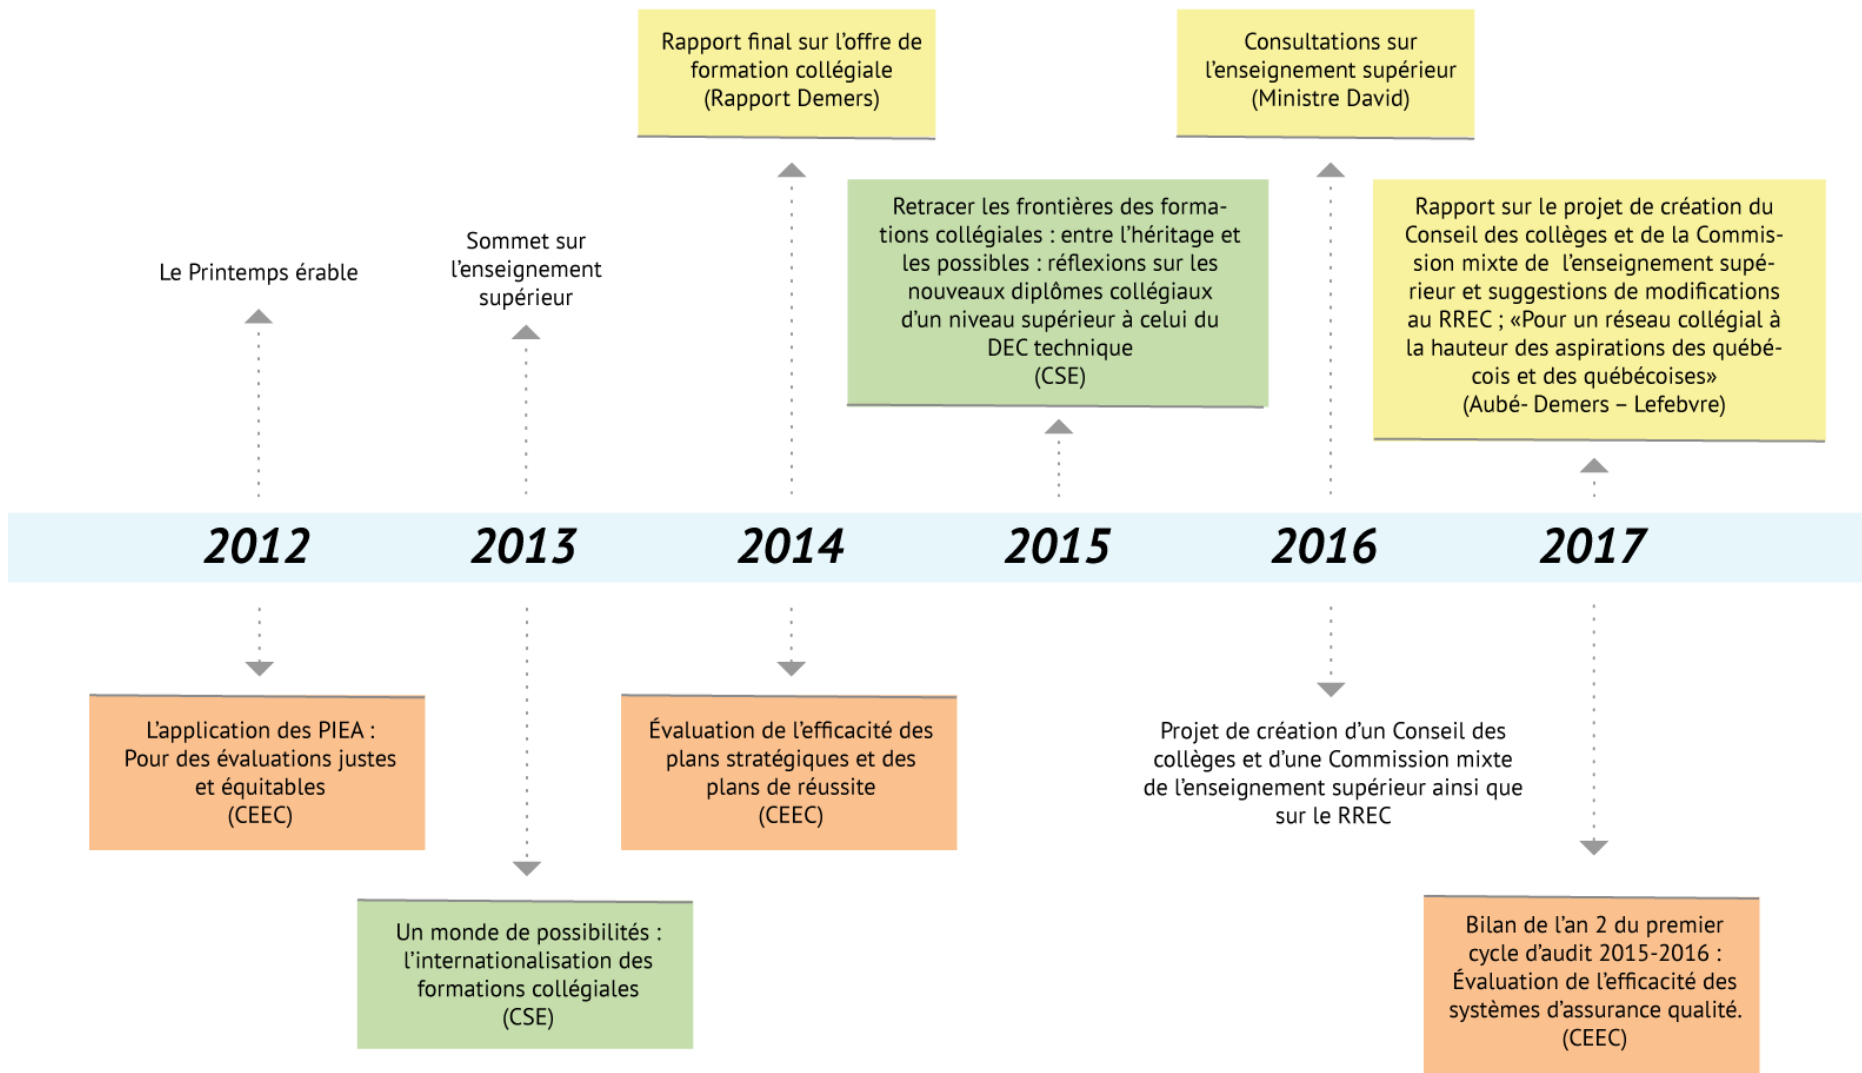 Rapport final sur l'offre de
formation collégiale
(Rapport Demers)
Consultations sur
l'enseignement supérieur
(Ministre David)
Retracer les frontières des forma-
tions collégiales : entre l'héritage et
les possibles : réflexions sur les
nouveaux diplômes collégiaux
d'un niveau supérieur à celui du
DEC technique
(CSE)
Rapport sur le projet de création du
Conseil des collèges et de la Commis-
sion mixte de l'enseignement supé-
rieur et suggestions de modifications
au RREC ; «Pour un réseau collégial à
la hauteur des aspirations des québé-
cois et des québécoises»
(Aubé- Demers – Lefebvre)
Sommet sur
l'enseignement
supérieur
Le Printemps érable
2012 2013 2014 2015 2016 2017
L'application des PIEA :
Pour des évaluations justes
et équitables
(CEEC)
Évaluation de l'efficacité des
plans stratégiques et des
plans de réussite
(CEEC)
Projet de création d'un Conseil des
collèges et d'une Commission mixte
de l'enseignement supérieur ainsi que
sur le RREC
Un monde de possibilités :
l'internationalisation des
formations collégiales
(CSE)
Bilan de l'an 2 du premier
cycle d'audit 2015-2016 :
Évaluation de l'efficacité des
systèmes d'assurance qualité.
(CEEC)